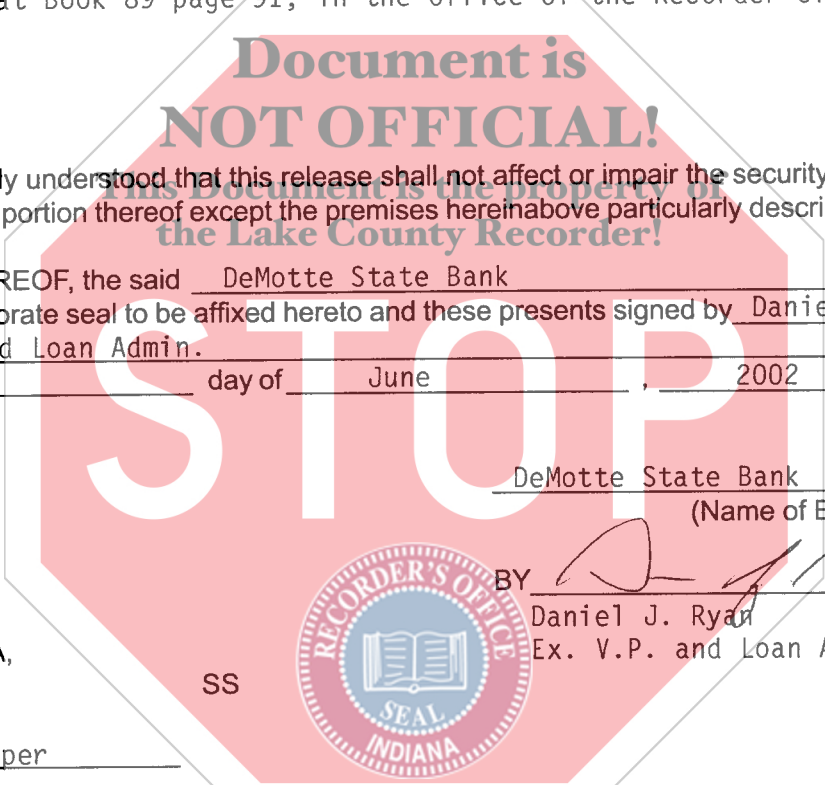 at Book 89 page 91, in the office of the Recorder of
Document is
NOT OFFICIAL!
ly understood that this release shall not affect or impair the security
This Document is the property of
portion thereof except the premises hereinabove particularly descri
the Lake County Recorder!
REOF, the said DeMotte State Bank
orate seal to be affixed hereto and these presents signed by Danie
d Loan Admin.
day of June , 2002
STOP
DeMotte State Bank
(Name of B
BY
Daniel J. Ryan
Ex. V.P. and Loan A
A,
SS
per
RECORDER'S OFFICE
SEAL
INDIANA